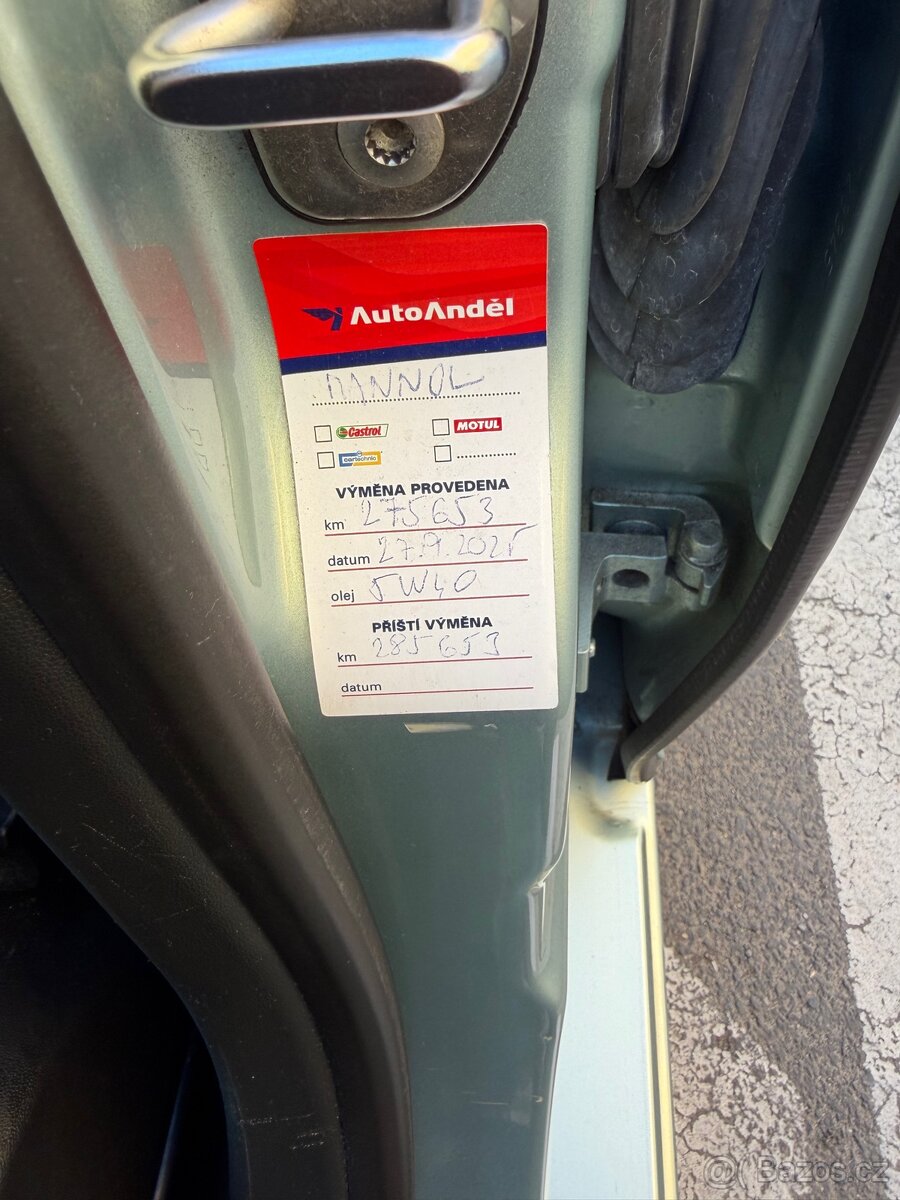 AutoAnděl
MANNOL
Castrol MOTUL
cartechnic
VÝMĚNA PROVEDENA
km 275653
datum 27.9.2025
olej 5W40
PŘÍŠTÍ VÝMĚNA
km 285653
datum
Bazos.cz